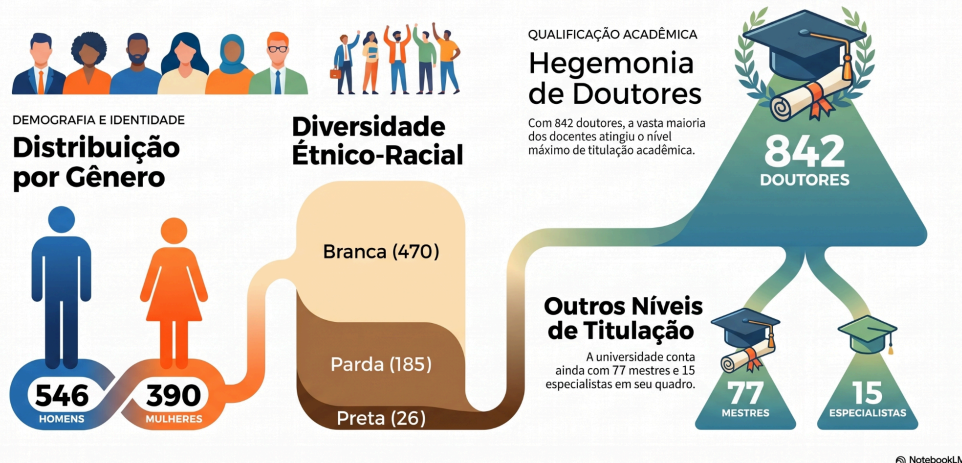 DEMOGRAFIA E IDENTIDADE
Distribuição
por Gênero
546
HOMENS
390
MULHERES
Diversidade
Étnico-Racial
Branca (470)
Parda (185)
Preta (26)
QUALIFICAÇÃO ACADÊMICA
Hegemonia
de Doutores
Com 842 doutores, a vasta maioria
dos docentes atingiu o nível
máximo de titulação acadêmica.
842
DOUTORES
Outros Níveis
de Titulação
A universidade conta
ainda com 77 mestres e 15
especialistas em seu quadro.
77
MESTRES
15
ESPECIALISTAS
NotebookLM